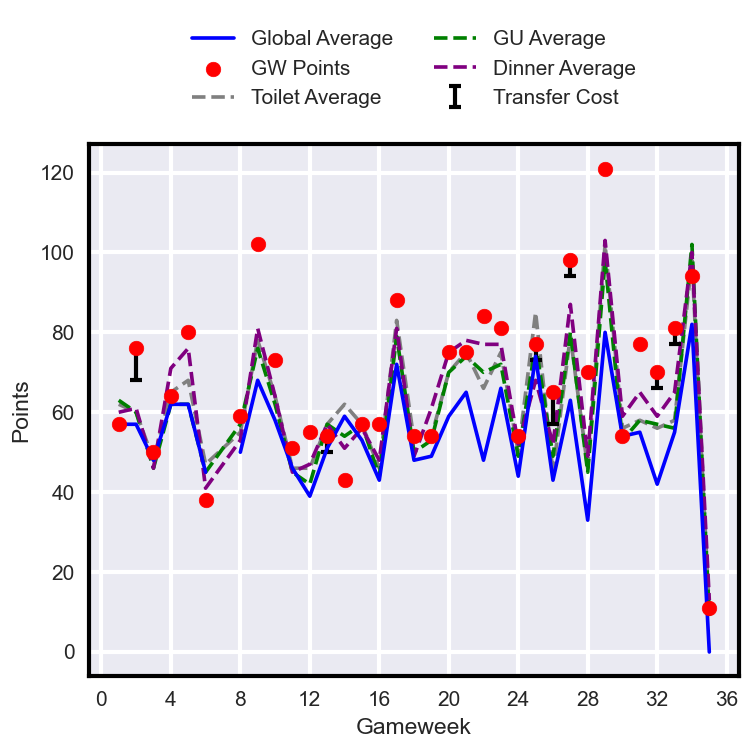 Global Average
GW Points
Toilet Average
GU Average
Dinner Average
Transfer Cost
Points
120
100
80
60
40
20
0
0 4 8 12 16 20 24 28 32 36
Gameweek